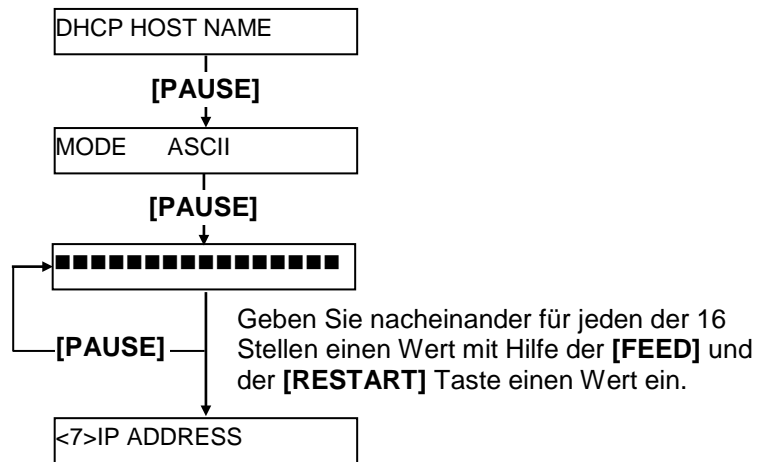 DHCP HOST NAME
[PAUSE]
MODE ASCII
[PAUSE]
■■■■■■■■■■■■■■■■
[PAUSE]
Geben Sie nacheinander für jeden der 16
Stellen einen Wert mit Hilfe der [FEED] und
der [RESTART] Taste einen Wert ein.
<7>IP ADDRESS